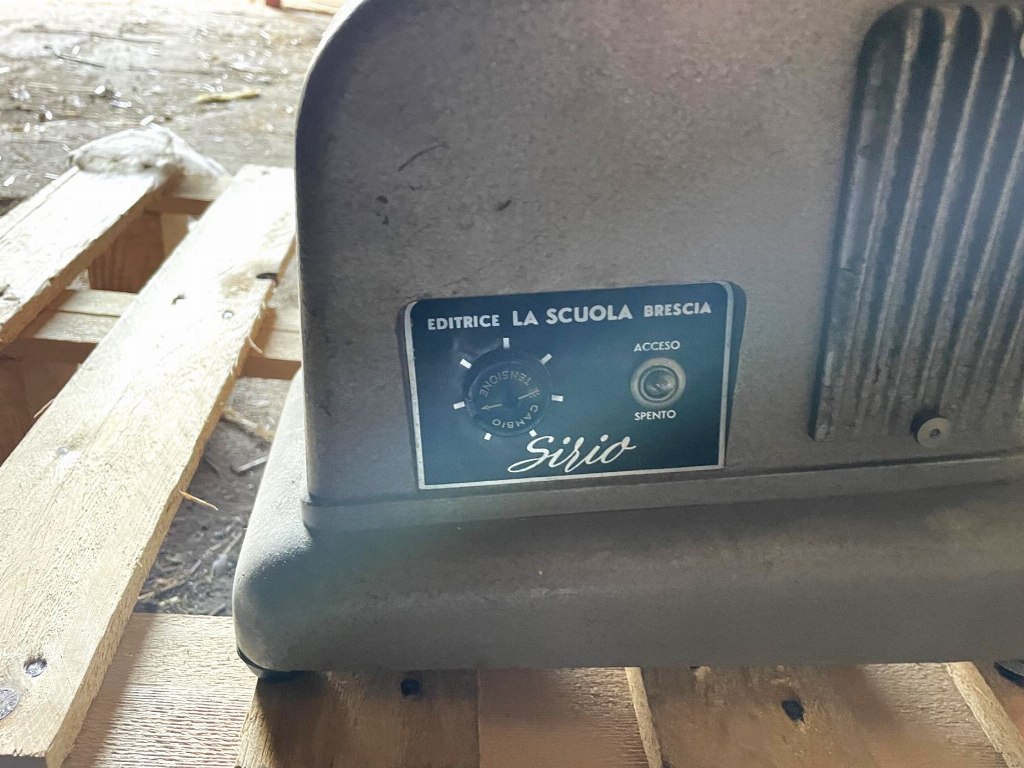 EDITRICE LA SCUOLA BRESCIA
ACCESO
TENSIONE
CAMBIO
SPENTO
Sirio